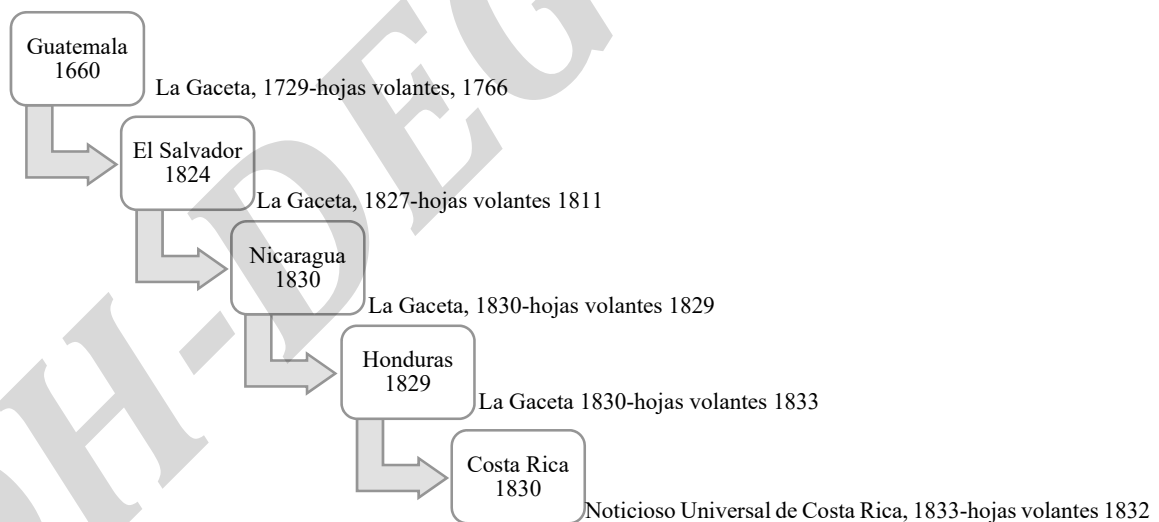 Guatemala
1660
La Gaceta, 1729-hojas volantes, 1766
El Salvador
1824
La Gaceta, 1827-hojas volantes 1811
Nicaragua
1830
La Gaceta, 1830-hojas volantes 1829
Honduras
1829
La Gaceta 1830-hojas volantes 1833
Costa Rica
1830
Noticioso Universal de Costa Rica, 1833-hojas volantes 1832